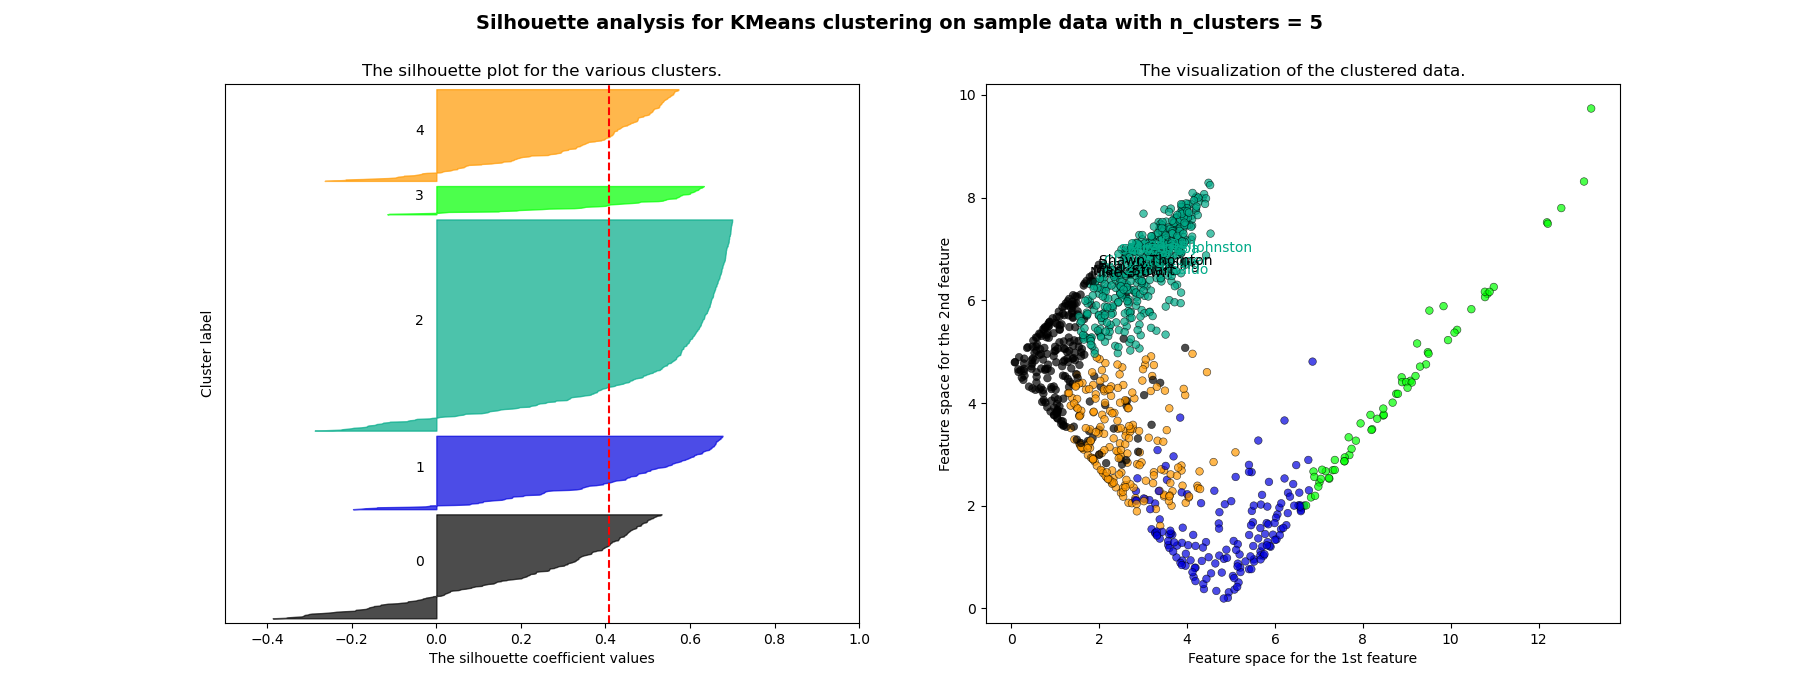 Silhouette analysis for KMeans clustering on sample data with n_clusters = 5
The silhouette plot for the various clusters.
4
3
2
1
0
Cluster label
−0.4 −0.2 0.0 0.2 0.4 0.6 0.8 1.0
The silhouette coefficient values
The visualization of the clustered data.
10
8
6
4
2
0
Feature space for the 2nd feature
Johnston
Shawn Thornton
Mike Stuart
0 2 4 6 8 10 12
Feature space for the 1st feature